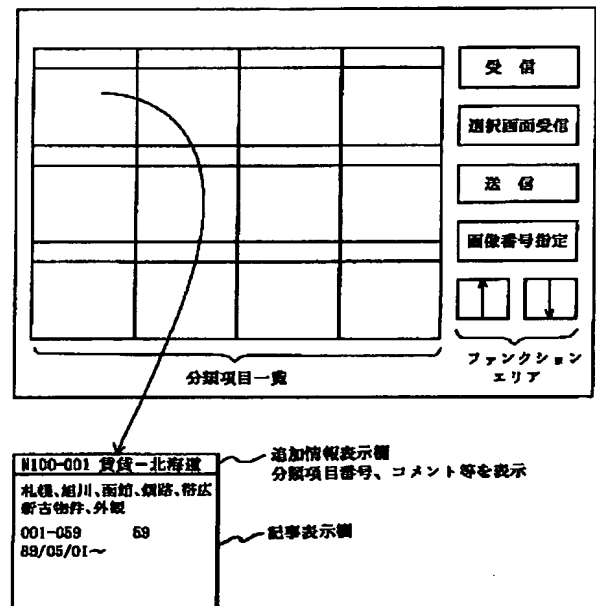 受信
選択画面受信
送信
画像番号指定
ファンクション
エリア
分類項目一覧
N100-001 賃貸－北海道
札幌、旭川、函館、釧路、帯広
新古物件、外観
001-059 59
89/05/01～
追加情報表示欄
分類項目番号、コメント等を表示
記事表示欄